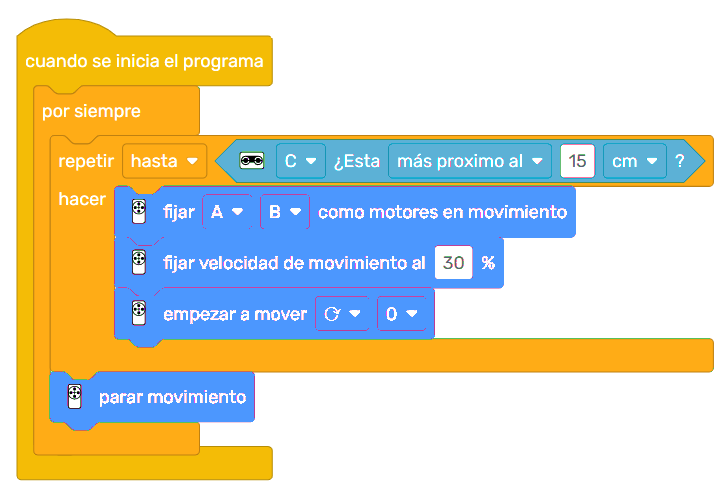 cuando se inicia el programa
por siempre
repetir hasta C ¿Esta más proximo al 15 cm ?
hacer
fijar A B como motores en movimiento
fijar velocidad de movimiento al 30 %
empezar a mover 0
parar movimiento